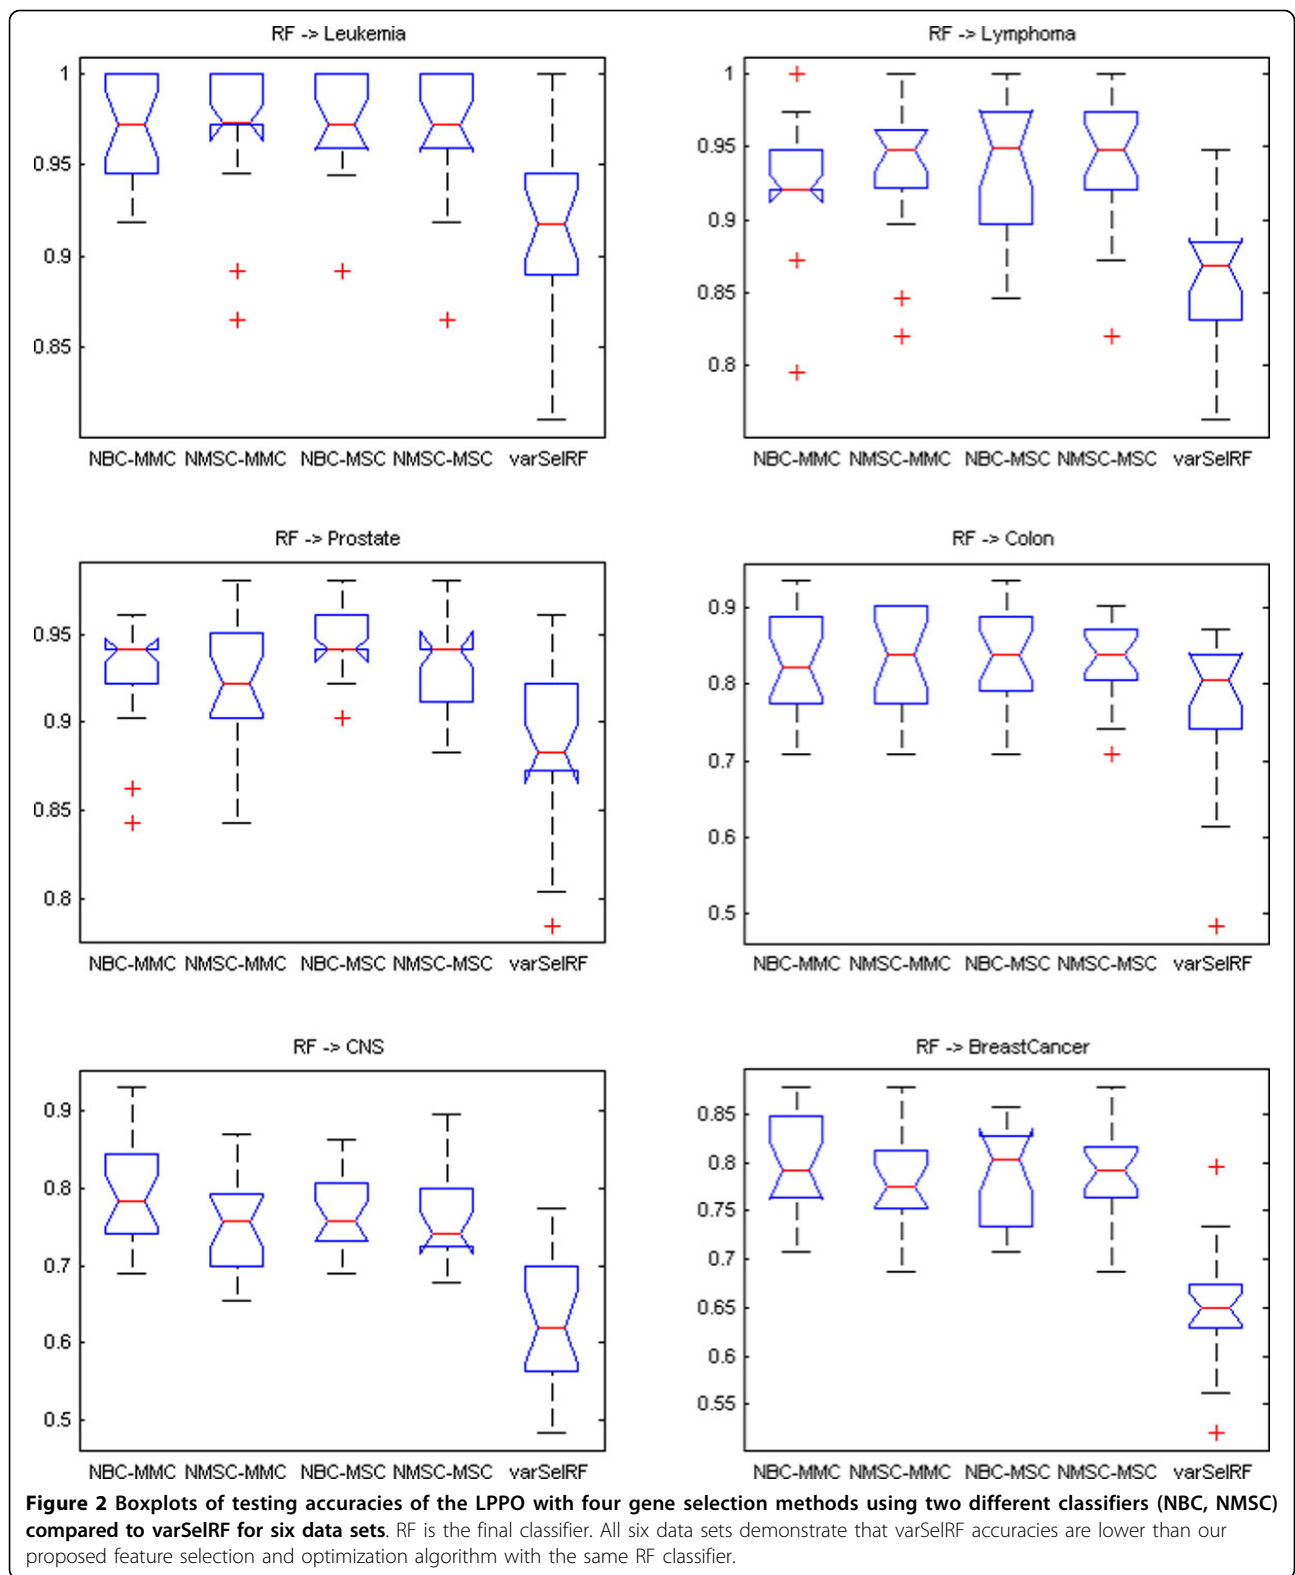 RF -> Leukemia
1
0.95
0.9
0.85
NBC-MMC NMSC-MMC NBC-MSC NMSC-MSC varSelRF
RF -> Lymphoma
1
0.95
0.9
0.85
0.8
NBC-MMC NMSC-MMC NBC-MSC NMSC-MSC varSelRF
RF -> Prostate
0.95
0.9
0.85
0.8
NBC-MMC NMSC-MMC NBC-MSC NMSC-MSC varSelRF
RF -> Colon
0.9
0.8
0.7
0.6
0.5
NBC-MMC NMSC-MMC NBC-MSC NMSC-MSC varSelRF
RF -> CNS
0.9
0.8
0.7
0.6
0.5
NBC-MMC NMSC-MMC NBC-MSC NMSC-MSC varSelRF
RF -> BreastCancer
0.85
0.8
0.75
0.7
0.65
0.6
0.55
NBC-MMC NMSC-MMC NBC-MSC NMSC-MSC varSelRF
Figure 2 Boxplots of testing accuracies of the LPPO with four gene selection methods using two different classifiers (NBC, NMSC)
compared to varSelRF for six data sets. RF is the final classifier. All six data sets demonstrate that varSelRF accuracies are lower than our
proposed feature selection and optimization algorithm with the same RF classifier.